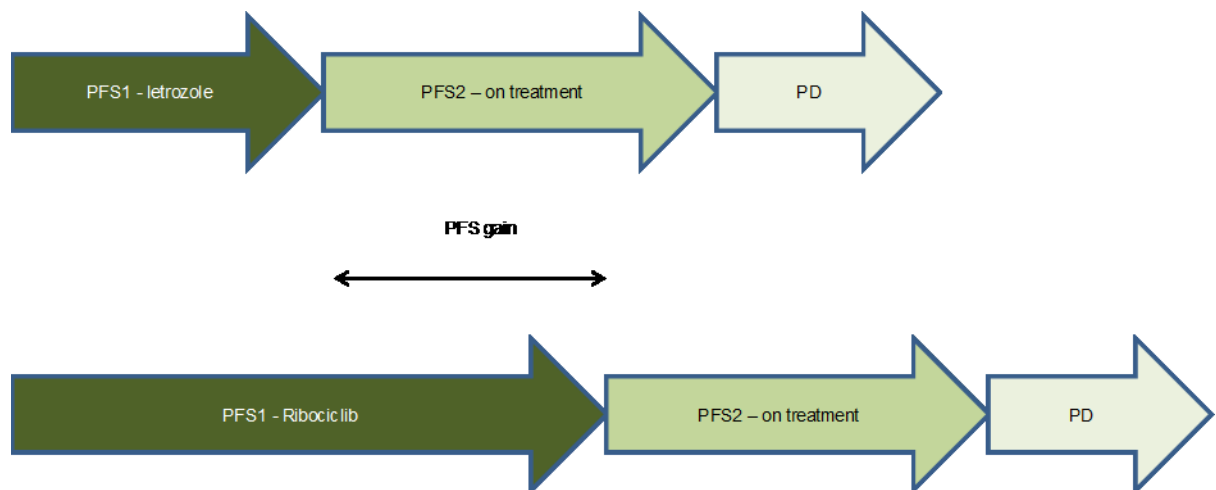 PFS1 - letrozole
PFS2 – on treatment
PD
PFS gain
PFS1 - Ribociclib
PFS2 – on treatment
PD